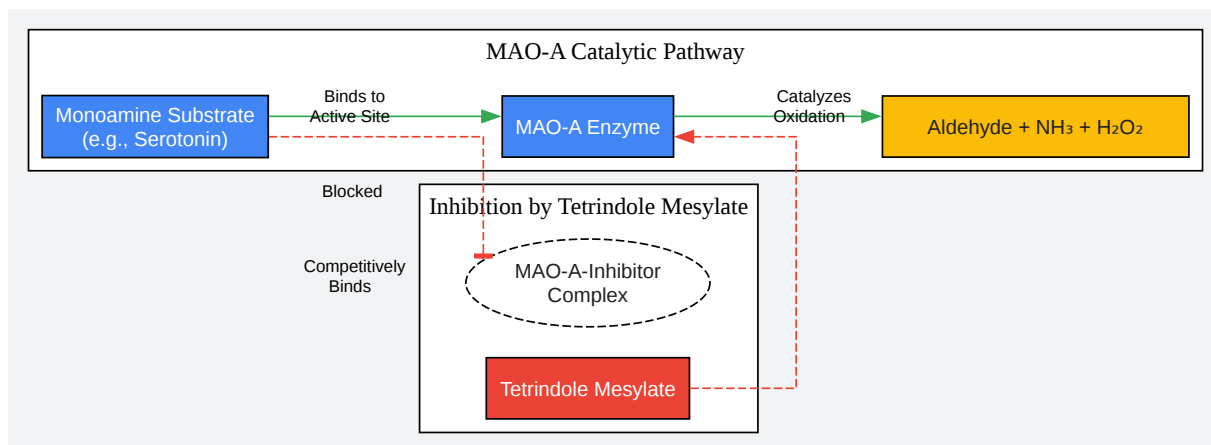 MAO-A Catalytic Pathway
Monoamine Substrate
(e.g., Serotonin)
Binds to
Active Site
MAO-A Enzyme
Catalyzes
Oxidation
Aldehyde + NH₃ + H₂O₂
Blocked
Inhibition by Tetrindole Mesylate
Competitively
Binds
MAO-A-Inhibitor
Complex
Tetrindole Mesylate